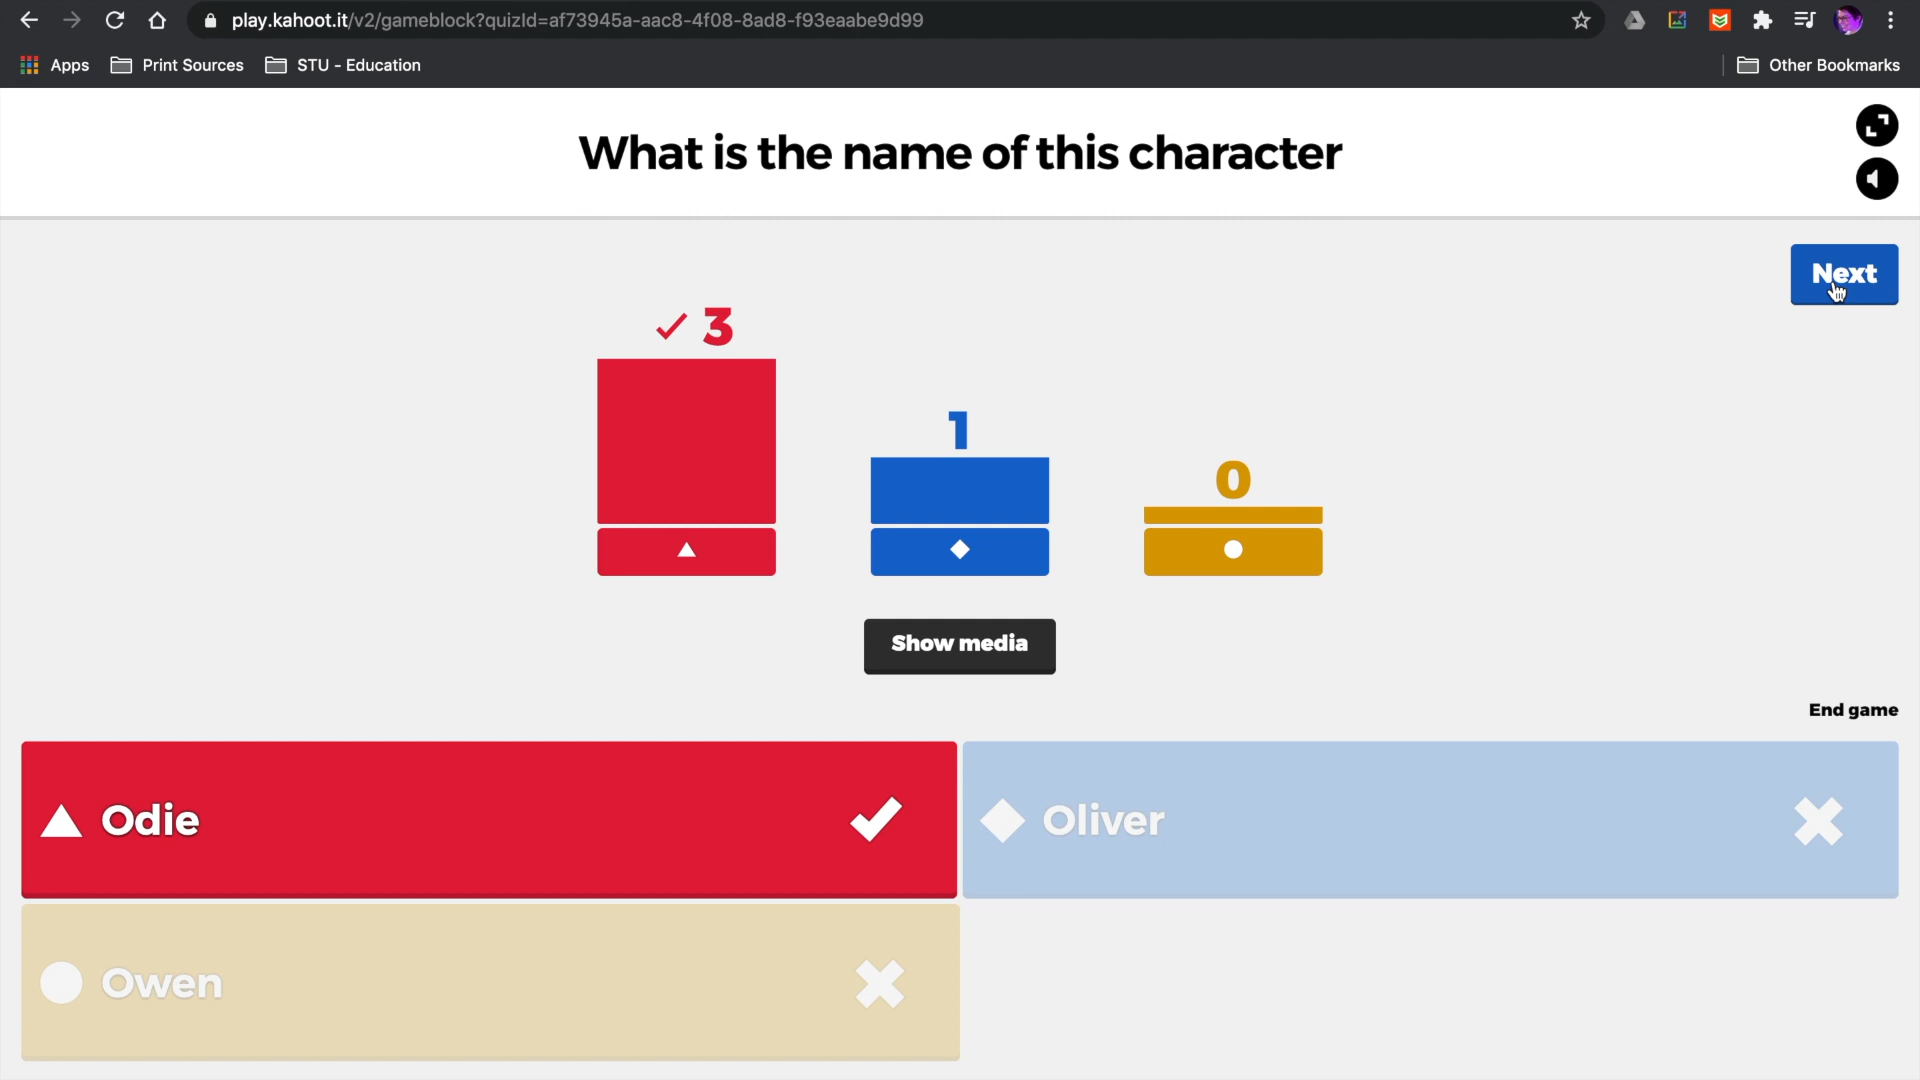 play.kahoot.it/v2/gameblock?quizId=af73945a-aac8-4f08-8ad8-f93eaabe9d99
Apps Print Sources STU - Education Other Bookmarks
What is the name of this character
Next
3
1
0
Show media
End game
Odie Oliver
Owen